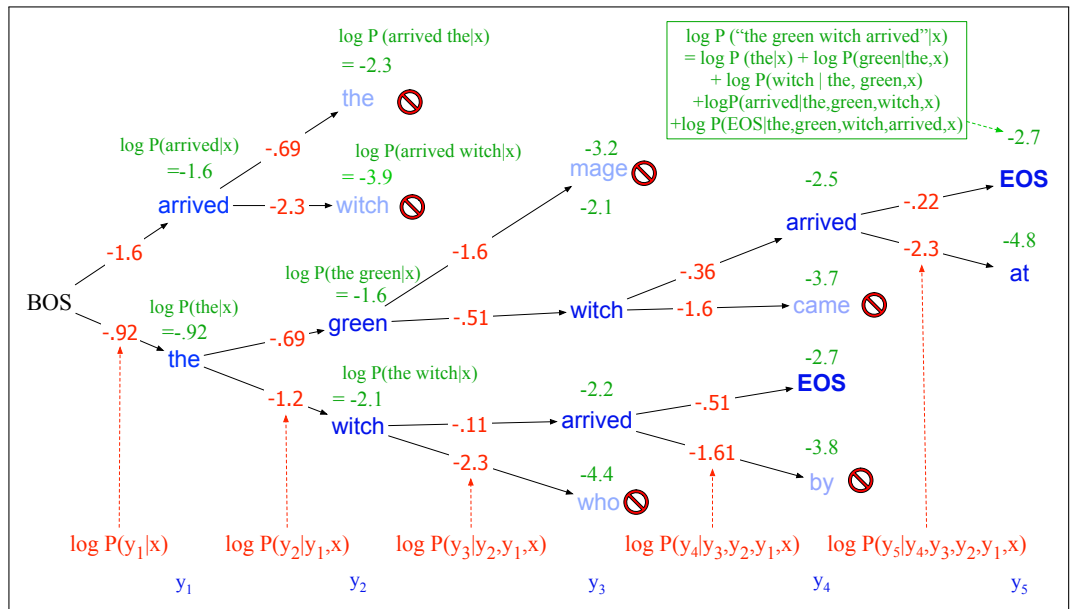 log P (arrived the|x)
= -2.3
the
log P (“the green witch arrived”|x)
= log P (the|x) + log P(green|the,x)
+ log P(witch | the, green,x)
+logP(arrived|the,green,witch,x)
+log P(EOS|the,green,witch,arrived,x)
-2.7
log P(arrived|x)
=-1.6
-.69
log P(arrived witch|x)
= -3.9
-3.2
mage
-2.5
EOS
arrived
-2.3
witch
-2.1
arrived
-.22
-1.6
-1.6
-2.3
-4.8
at
log P(the green|x)
= -1.6
-.36
BOS
log P(the|x)
=-.92
green
-.51
witch
-1.6
-3.7
came
-.92
the
-.69
log P(the witch|x)
= -2.1
-2.7
EOS
-1.2
witch
-.11
-2.2
arrived
-.51
-2.3
-1.61
-3.8
by
-4.4
who
log P(y1|x)
log P(y2|y1,x)
log P(y3|y2,y1,x)
log P(y4|y3,y2,y1,x)
log P(y5|y4,y3,y2,y1,x)
y1
y2
y3
y4
y5